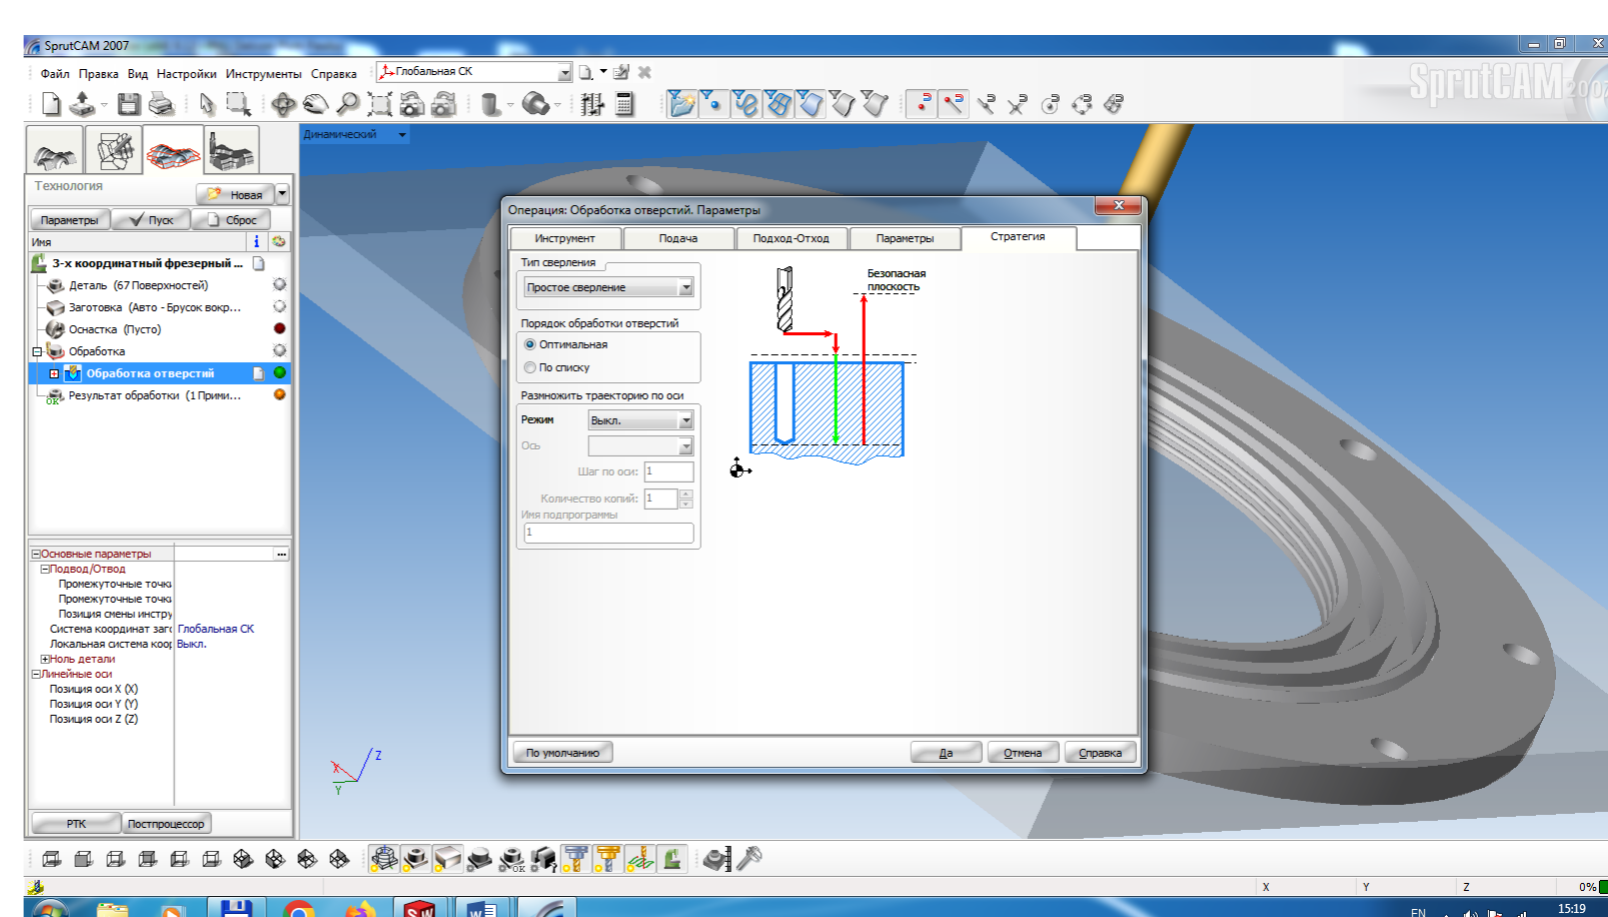 SprutCAM 2007
Файл Правка Вид Настройки Инструменты Справка
Глобальная СК
SprutCAM 2007
Динамический
Технология
Новая
Параметры
Пуск
Сброс
Имя
3-х координатный фрезерный ...
Деталь (67 Поверхностей)
Заготовка (Авто - Брусок вокр...
Оснастка (Пусто)
Обработка
Обработка отверстий
Результат обработки (1 Прими...
Основные параметры
Подвод/Отвод
Промежуточные точки
Промежуточные точки
Позиция смены инстру
Система координат заго Глобальная СК
Локальная система коор Выкл.
Ноль детали
Линейные оси
Позиция оси X (X)
Позиция оси Y (Y)
Позиция оси Z (Z)
РТК
Постпроцессор
Операция: Обработка отверстий. Параметры
Инструмент
Подача
Подход-Отход
Параметры
Стратегия
Тип сверления
Простое сверление
Порядок обработки отверстий
Оптимальная
По списку
Размножить траекторию по оси
Режим
Выкл.
Ось
Шаг по оси: 1
Количество копий: 1
Имя подпрограммы
1
Безопасная
плоскость
По умолчанию
Да
Отмена
Справка
X
Z
Y
OK
X
Y
Z
0%
EN
15:19